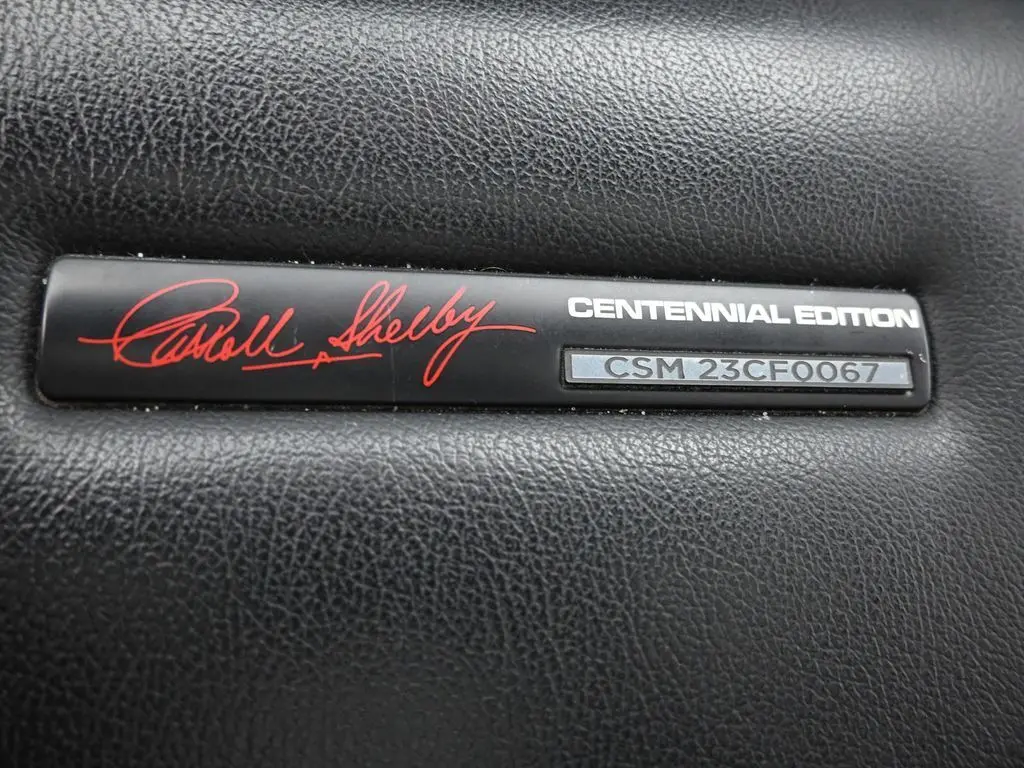 Carroll Shelby
CENTENNIAL EDITION
CSM 23CF0067